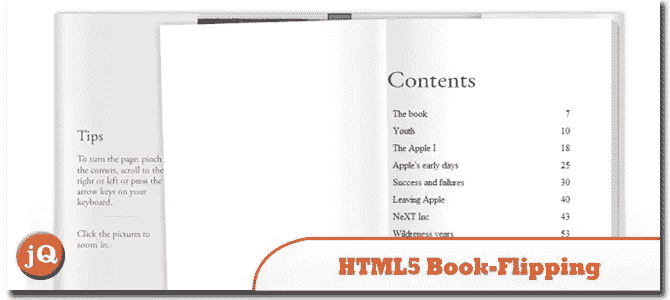 Contents
The book 7
Youth 10
The Apple I 18
Apple's early days 25
Success and failures 30
Leaving Apple 40
NeXT Inc 43
Wilderness years 53
Tips
To turn the page: pinch
the corners, scroll to the
right or left or press the
arrow keys on your
keyboard.
Click the pictures to
zoom in.
jQ
HTML5 Book-Flipping